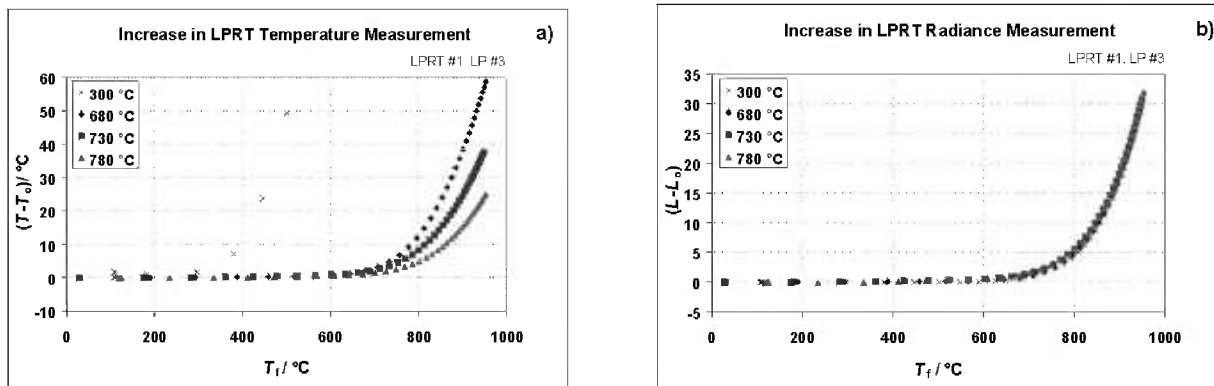 Increase in LPRT Temperature Measurement
a)
LPRT #1 LP #3
60
50
40
30
20
10
0
-10
(T-Tₒ)/ °C
300 °C
680 °C
730 °C
780 °C
0
200
400
600
800
1000
T_f / °C
Increase in LPRT Radiance Measurement
b)
LPRT #1. LP #3
35
30
25
20
15
10
5
0
-5
(L-Lₒ)
300 °C
680 °C
730 °C
780 °C
0
200
400
600
800
1000
T_f / °C